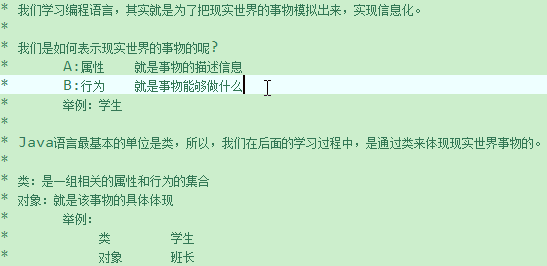 * 我们学习编程语言，其实就是为了把现实世界的事物模拟出来，实现信息化。
*
* 我们是如何表示现实世界的事物的呢?
* A:属性 就是事物的描述信息
* B:行为 就是事物能够做什么
* 举例：学生
*
* Java语言最基本的单位是类，所以，我们在后面的学习过程中，是通过类来体现现实世界事物的。
*
* 类：是一组相关的属性和行为的集合
* 对象：就是该事物的具体体现
* 举例：
* 类 学生
* 对象 班长